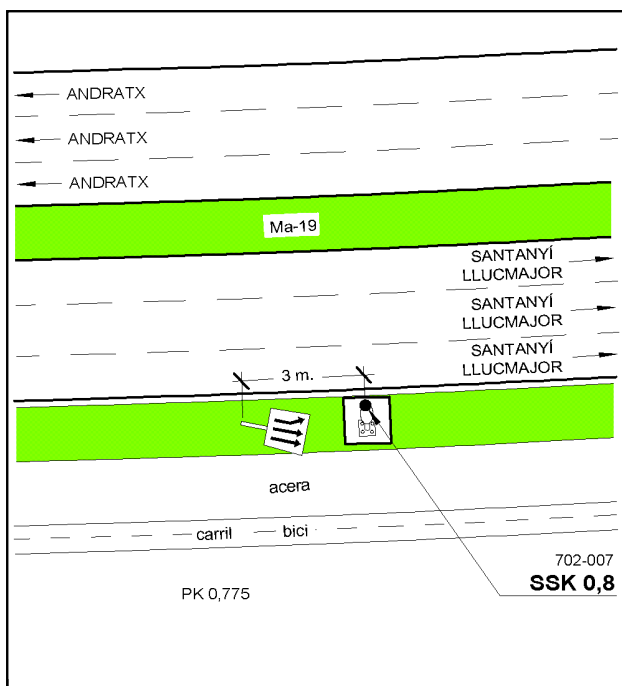 ANDRATX
ANDRATX
ANDRATX
Ma-19
SANTANYÍ
LLUCMAJOR
SANTANYÍ
LLUCMAJOR
SANTANYÍ
LLUCMAJOR
3 m.
acera
carril bici
702-007
SSK 0,8
PK 0,775